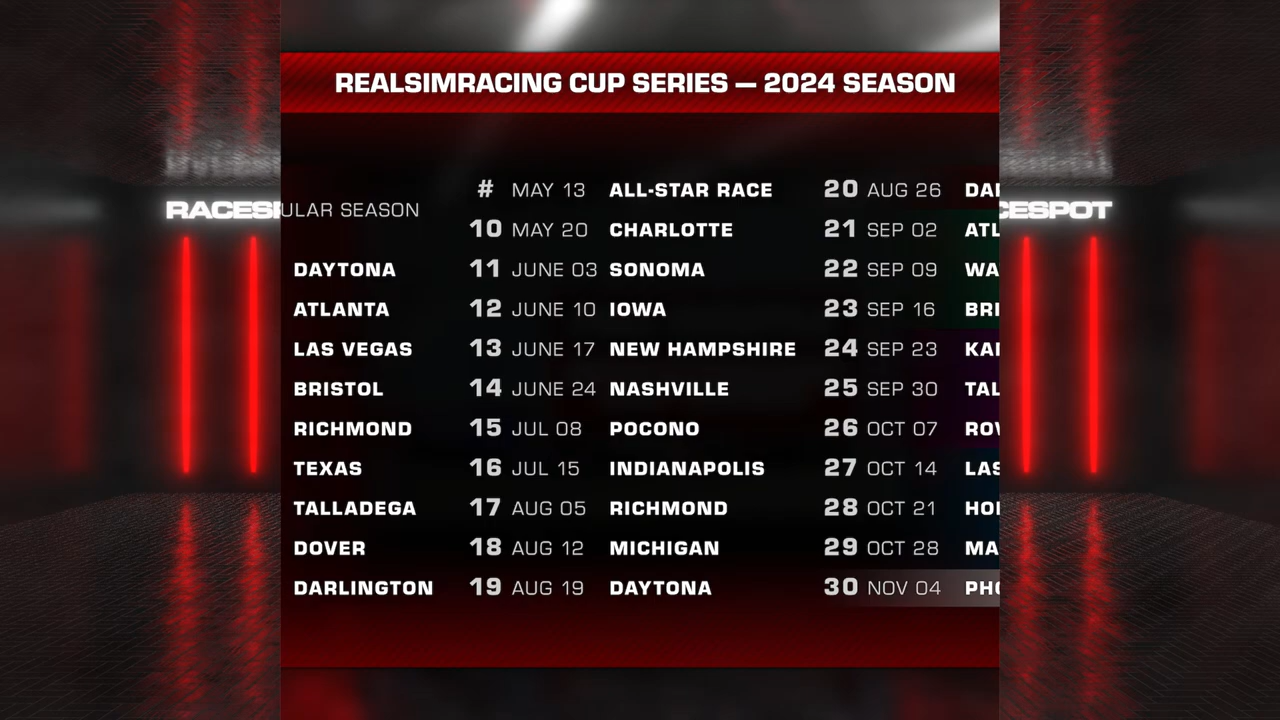 REALSIMRACING CUP SERIES — 2024 SEASON
# MAY 13 ALL-STAR RACE 20 AUG 26
SEASON
10 MAY 20 CHARLOTTE 21 SEP 02
DAYTONA 11 JUNE 03 SONOMA 22 SEP 09
ATLANTA 12 JUNE 10 IOWA 23 SEP 16
LAS VEGAS 13 JUNE 17 NEW HAMPSHIRE 24 SEP 23
BRISTOL 14 JUNE 24 NASHVILLE 25 SEP 30
RICHMOND 15 JUL 08 POCONO 26 OCT 07
TEXAS 16 JUL 15 INDIANAPOLIS 27 OCT 14
TALLADEGA 17 AUG 05 RICHMOND 28 OCT 21
DOVER 18 AUG 12 MICHIGAN 29 OCT 28
DARLINGTON 19 AUG 19 DAYTONA 30 NOV 04